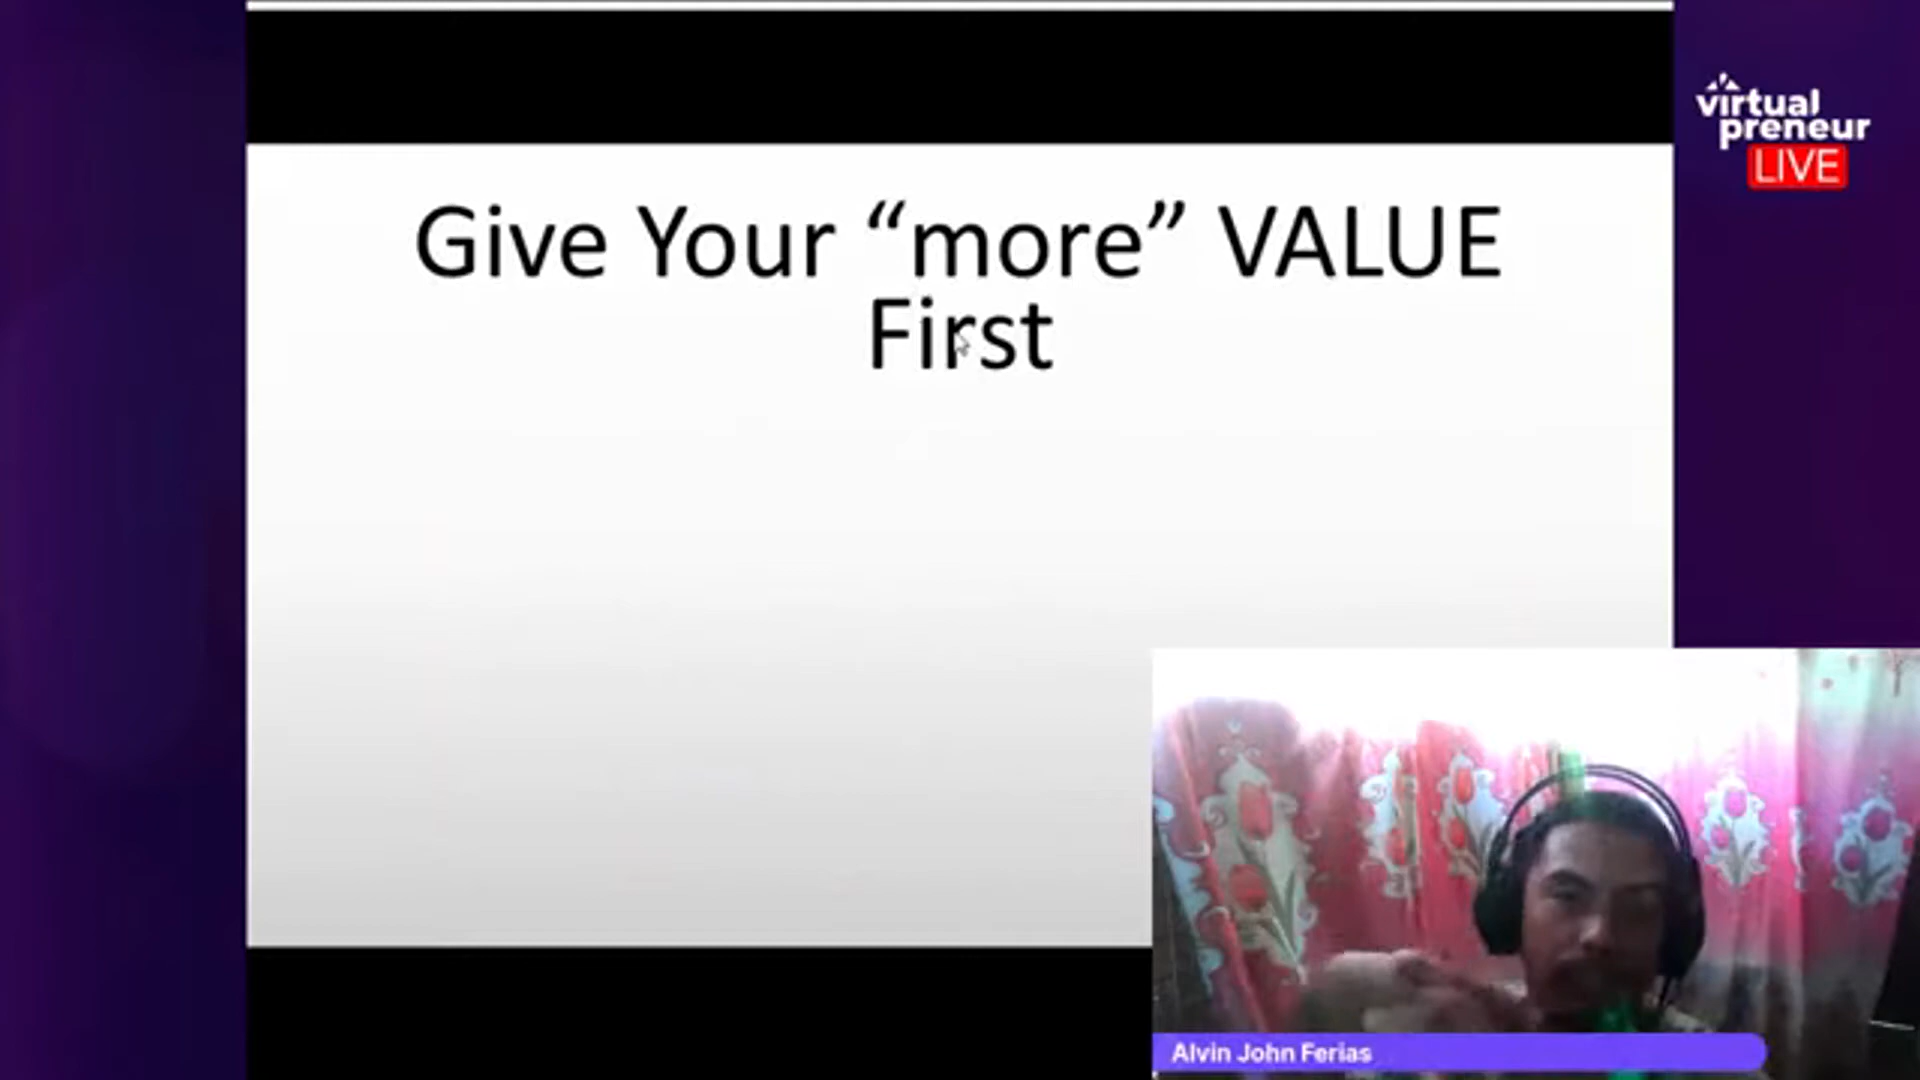 virtual
preneur
LIVE
Give Your “more” VALUE
First
Alvin John Ferias